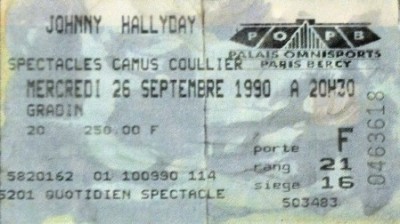 JOHNNY HALLYDAY
POPB
PALAIS OMNISPORTS
PARIS BERCY
SPECTACLES CAMUS COULLIER
MERCREDI 26 SEPTEMBRE 1990 A 20H30
GRADIN
20 250.00 F
porte F
rang 21
siege 16
5820162 01 100990 114
5201 QUOTIDIEN SPECTACLE
503483
0463618